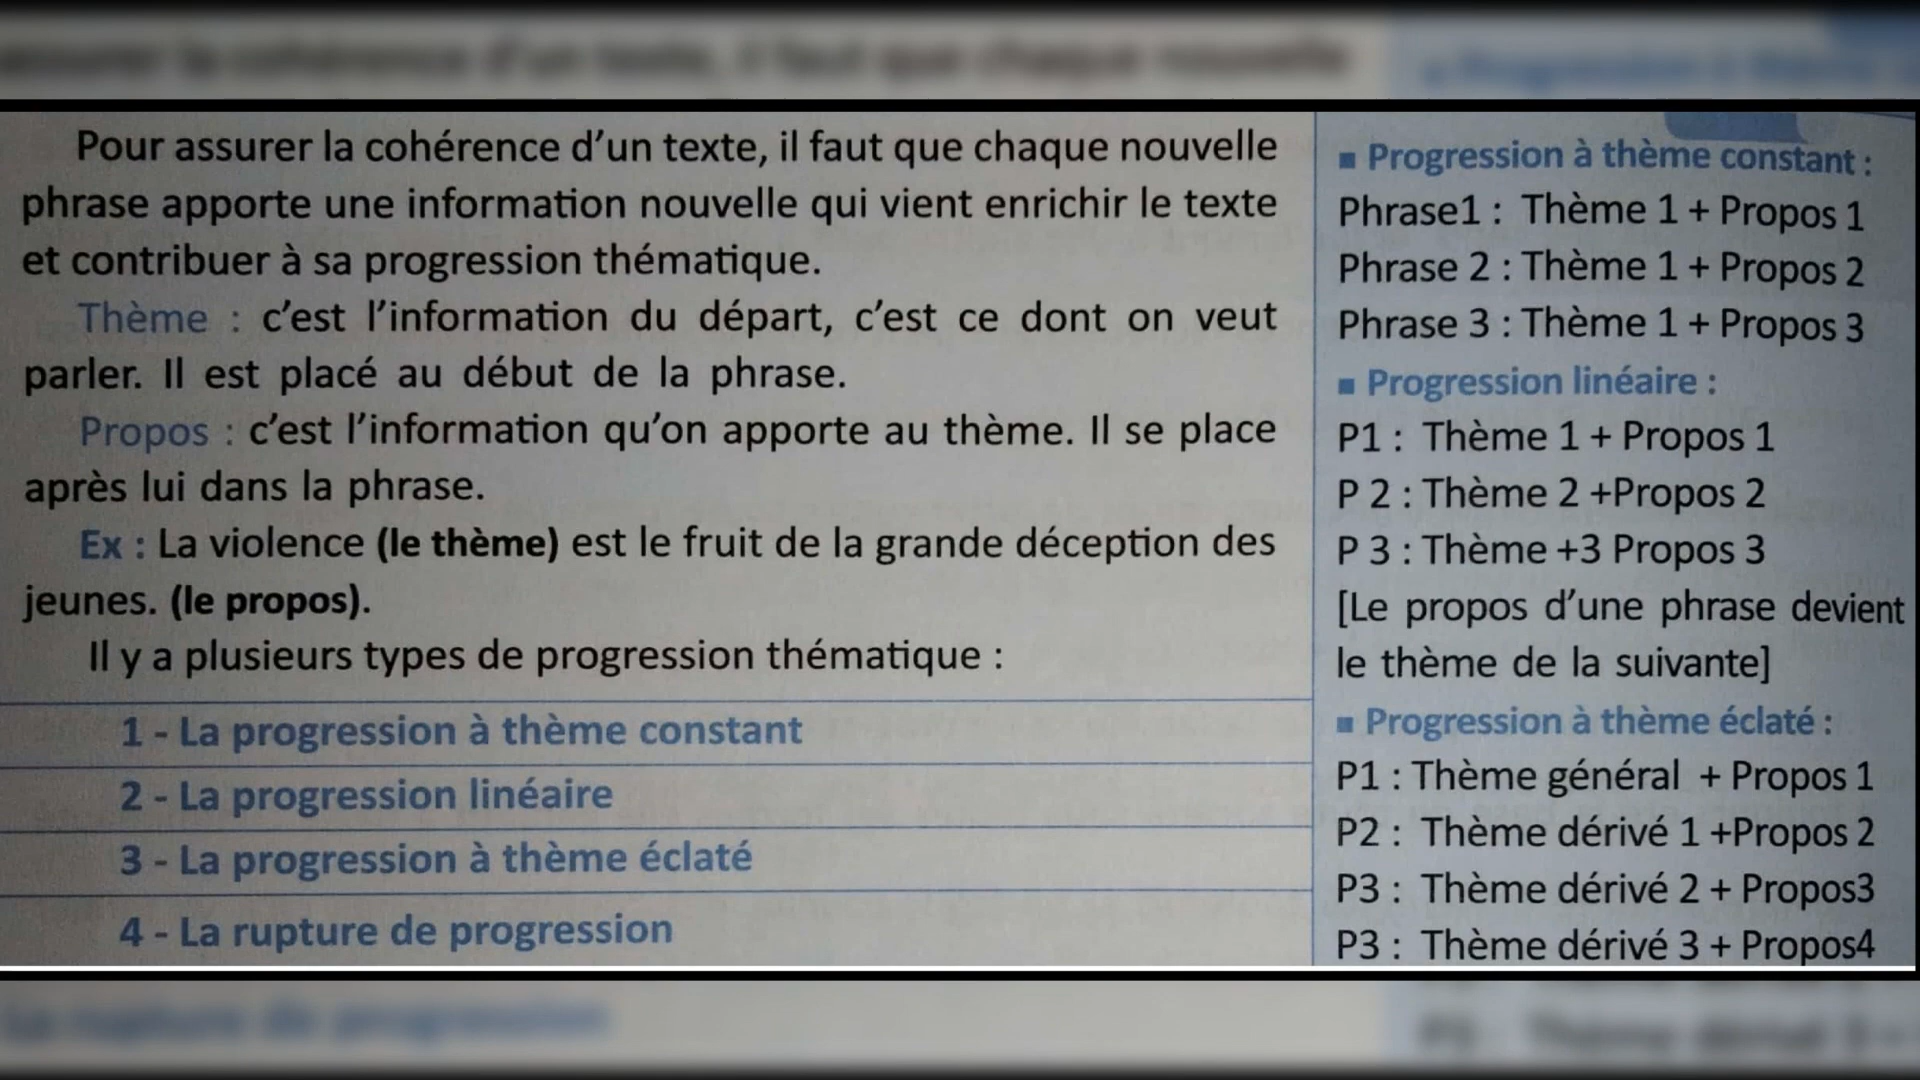 Pour assurer la cohérence d'un texte, il faut que chaque nouvelle
phrase apporte une information nouvelle qui vient enrichir le texte
et contribuer à sa progression thématique.
Thème : c'est l'information du départ, c'est ce dont on veut
parler. Il est placé au début de la phrase.
Propos : c'est l'information qu'on apporte au thème. Il se place
après lui dans la phrase.
Ex : La violence (le thème) est le fruit de la grande déception des
jeunes. (le propos).
Il y a plusieurs types de progression thématique :
1 - La progression à thème constant
2 - La progression linéaire
3 - La progression à thème éclaté
4 - La rupture de progression
▪ Progression à thème constant :
Phrase1 : Thème 1 + Propos 1
Phrase 2 : Thème 1 + Propos 2
Phrase 3 : Thème 1 + Propos 3
▪ Progression linéaire :
P1 : Thème 1 + Propos 1
P 2 : Thème 2 +Propos 2
P 3 : Thème +3 Propos 3
[Le propos d'une phrase devient
le thème de la suivante]
▪ Progression à thème éclaté :
P1 : Thème général + Propos 1
P2 : Thème dérivé 1 +Propos 2
P3 : Thème dérivé 2 + Propos3
P3 : Thème dérivé 3 + Propos4